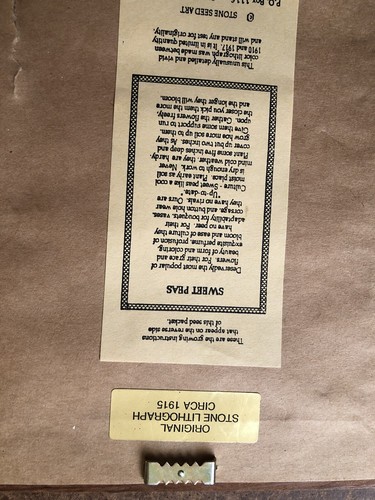 ORIGINAL
STONE LITHOGRAPH
CIRCA 1915
These are the growing instructions
that appear on the reverse side
of this seed packet.
SWEET PEAS
Deservedly the most popular of
flowers. For their grace and
beauty of form and coloring,
exquisite perfume, profusion of
bloom and ease of culture they
have no peer. For their
adaptability for bouquets, vases,
corsage, and button hole wear
they have no rivals. Ours are
"Up-to-date."
Culture - Sweet peas like a cool
moist place. Plant early as soil
is dry enough to work. Never
mind cold weather, they are hardy.
Plant some five inches deep and
cover up but two inches. As they
grow hoe more soil up to them.
Give them some support to run
upon. Gather the flowers freely,
the closer you pick them the more
and the longer they will bloom.
This unusually detailed and vivid
color lithograph was made between
1910 and 1917. It is in limited quantity
and will stand any test for originality.
© STONE SEED ART
P.O. Box